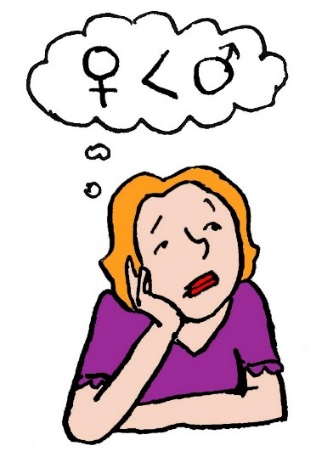 ♀ < ♂